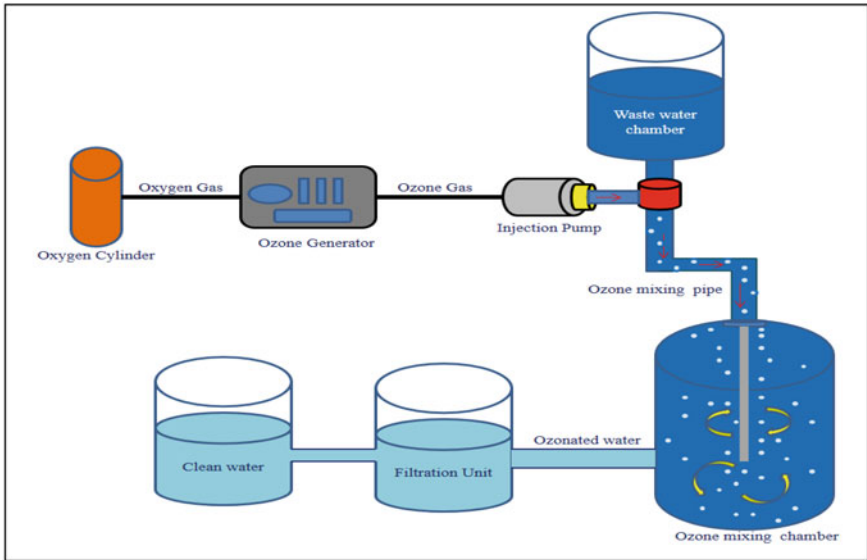 Waste water
chamber
Oxygen Gas
Ozone Gas
Oxygen Cylinder
Ozone Generator
Injection Pump
Ozone mixing pipe
Ozonated water
Clean water
Filtration Unit
Ozone mixing chamber